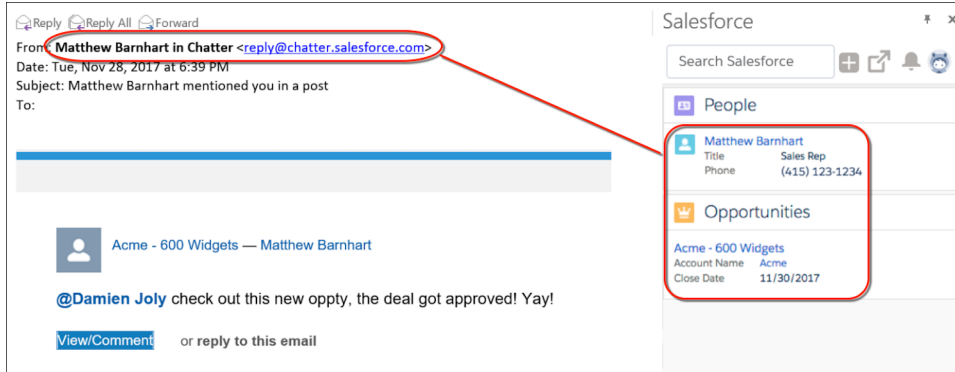 Reply Reply All Forward
From: Matthew Barnhart in Chatter <reply@chatter.salesforce.com>
Date: Tue, Nov 28, 2017 at 6:39 PM
Subject: Matthew Barnhart mentioned you in a post
To:
Acme - 600 Widgets — Matthew Barnhart
@Damien Joly check out this new oppty, the deal got approved! Yay!
View/Comment or reply to this email
Salesforce
Search Salesforce
People
Matthew Barnhart
Title Sales Rep
Phone (415) 123-1234
Opportunities
Acme - 600 Widgets
Account Name Acme
Close Date 11/30/2017